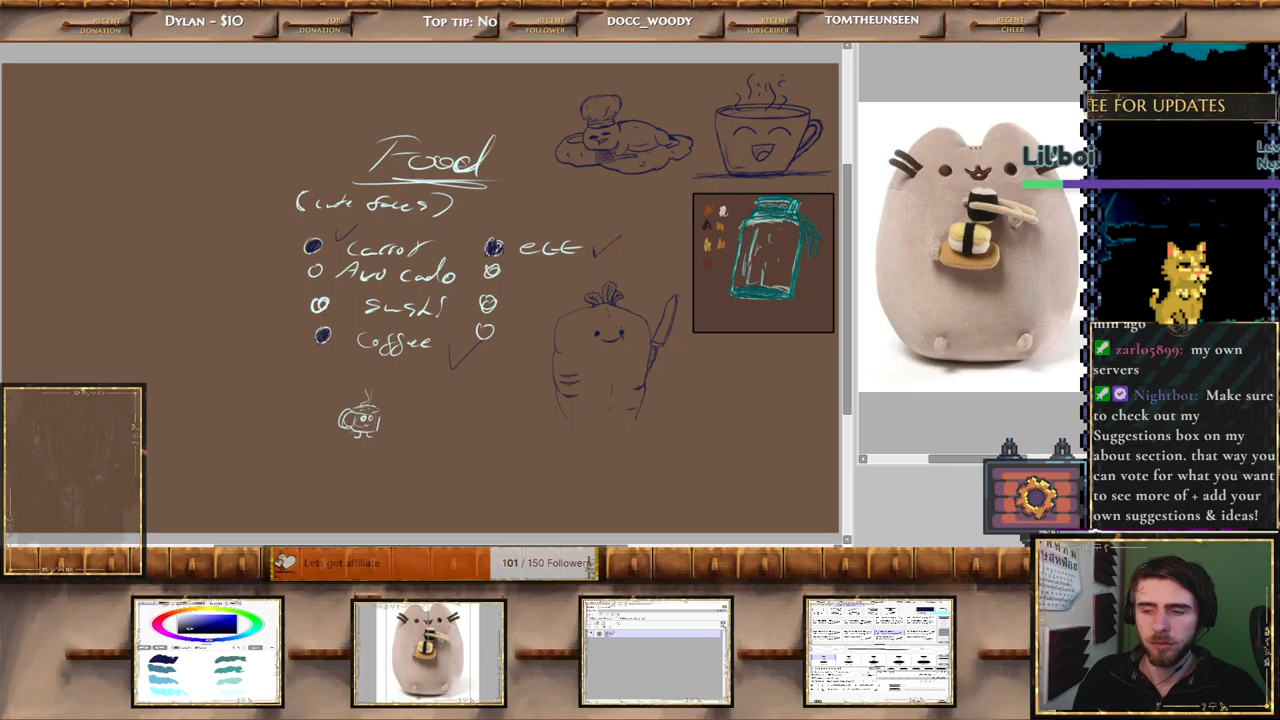 RECENT DONATION
Dylan - $10
TOP DONATION
Top tip: No
RECENT FOLLOWER
docc_woody
RECENT SUBSCRIBER
tomtheunseen
RECENT CHEER
EE FOR UPDATES
Lil'boi
Lev
Nex
Food
(cute faces)
carrot
egg
Avocado
sushi
coffee
min ago
zarlo5899: my own
servers
Nightbot: Make sure
to check out my
Suggestions box on my
about section. that way you
can vote for what you want
to see more of + add your
own suggestions & ideas!
Lets get affiliate
101 / 150 Followers